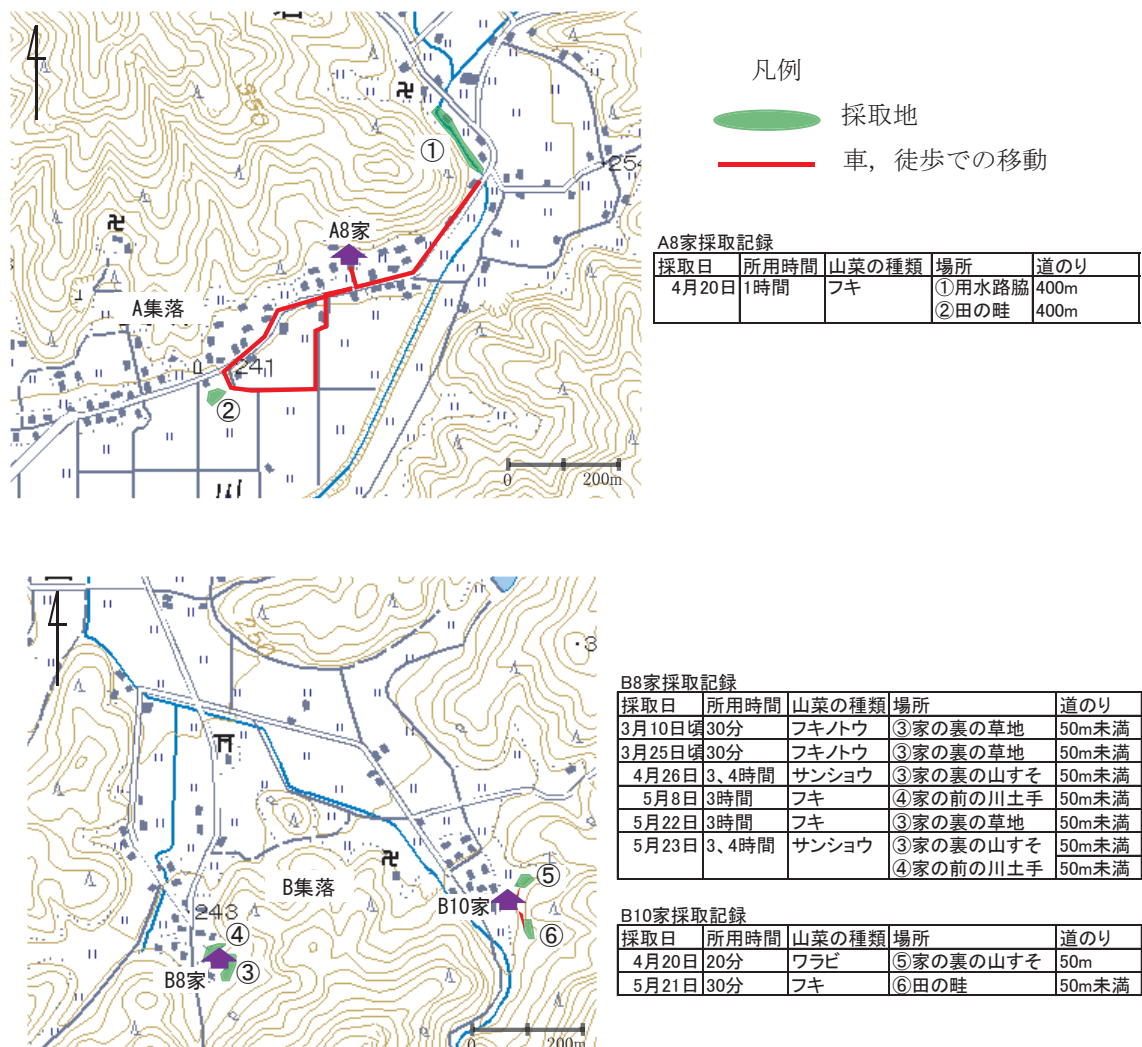 凡例
採取地
車，徒歩での移動
350
①
254
A8家
A集落
241
②
0 200m
A8家採取記録
採取日 所用時間 山菜の種類 場所 道のり
4月20日 1時間 フキ ①用水路脇 400m
②田の畦 400m
250
・3
B集落
⑤
B10家
⑥
243
④
B8家
③
0 200m
B8家採取記録
採取日 所用時間 山菜の種類 場所 道のり
3月10日頃 30分 フキノトウ ③家の裏の草地 50m未満
3月25日頃 30分 フキノトウ ③家の裏の草地 50m未満
4月26日 3、4時間 サンショウ ③家の裏の山すそ 50m未満
5月8日 3時間 フキ ④家の前の川土手 50m未満
5月22日 3時間 フキ ③家の裏の草地 50m未満
5月23日 3、4時間 サンショウ ③家の裏の山すそ 50m未満
④家の前の川土手 50m未満
B10家採取記録
採取日 所用時間 山菜の種類 場所 道のり
4月20日 20分 ワラビ ⑤家の裏の山すそ 50m
5月21日 30分 フキ ⑥田の畦 50m未満